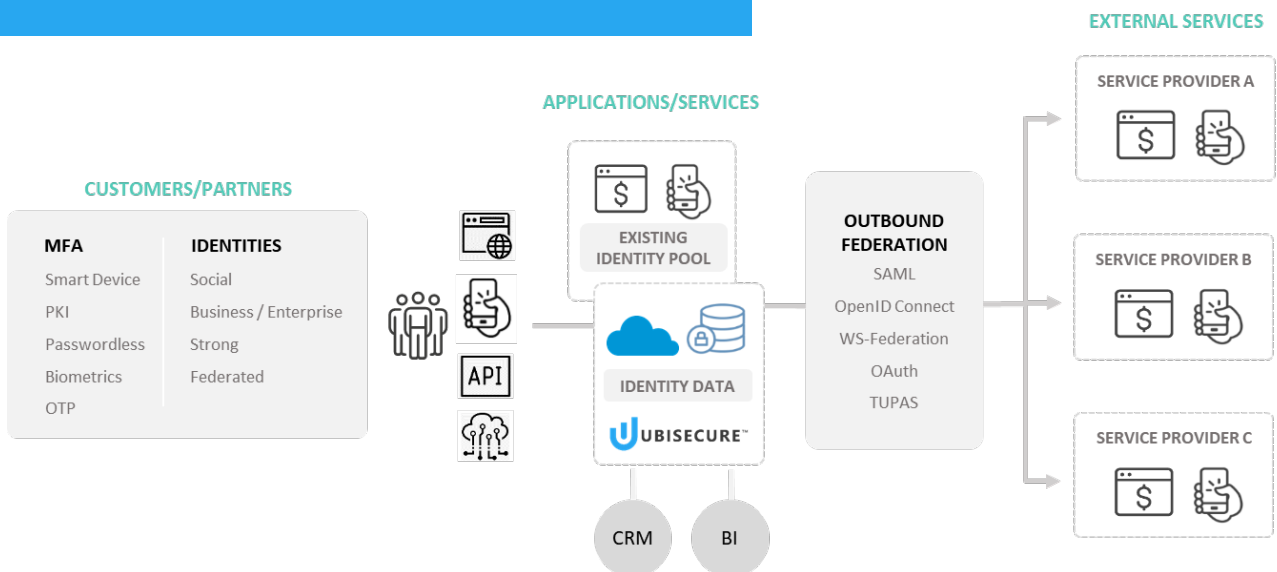 EXTERNAL SERVICES
SERVICE PROVIDER A
$
APPLICATIONS/SERVICES
$
EXISTING
IDENTITY POOL
CUSTOMERS/PARTNERS
MFA
Smart Device
PKI
Passwordless
Biometrics
OTP
IDENTITIES
Social
Business / Enterprise
Strong
Federated
API
IDENTITY DATA
UBISECURE™
CRM
BI
OUTBOUND
FEDERATION
SAML
OpenID Connect
WS-Federation
OAuth
TUPAS
SERVICE PROVIDER B
$
SERVICE PROVIDER C
$